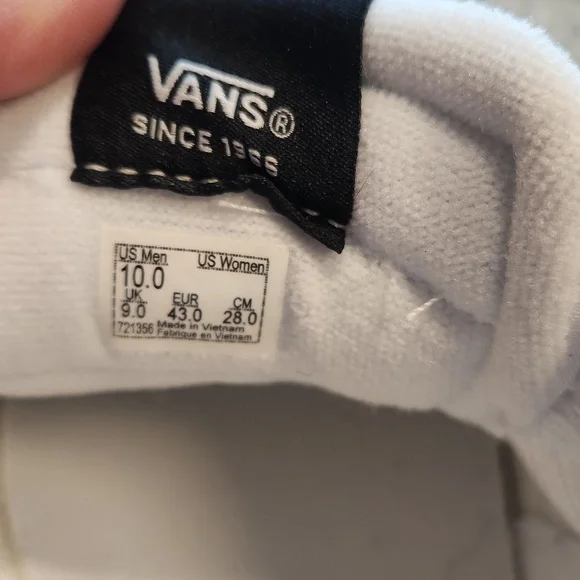 VANS®
SINCE 1966
US Men US Women
10.0
UK EUR CM
9.0 43.0 28.0
721356 Made in Vietnam
Fabriqué en Vietnam